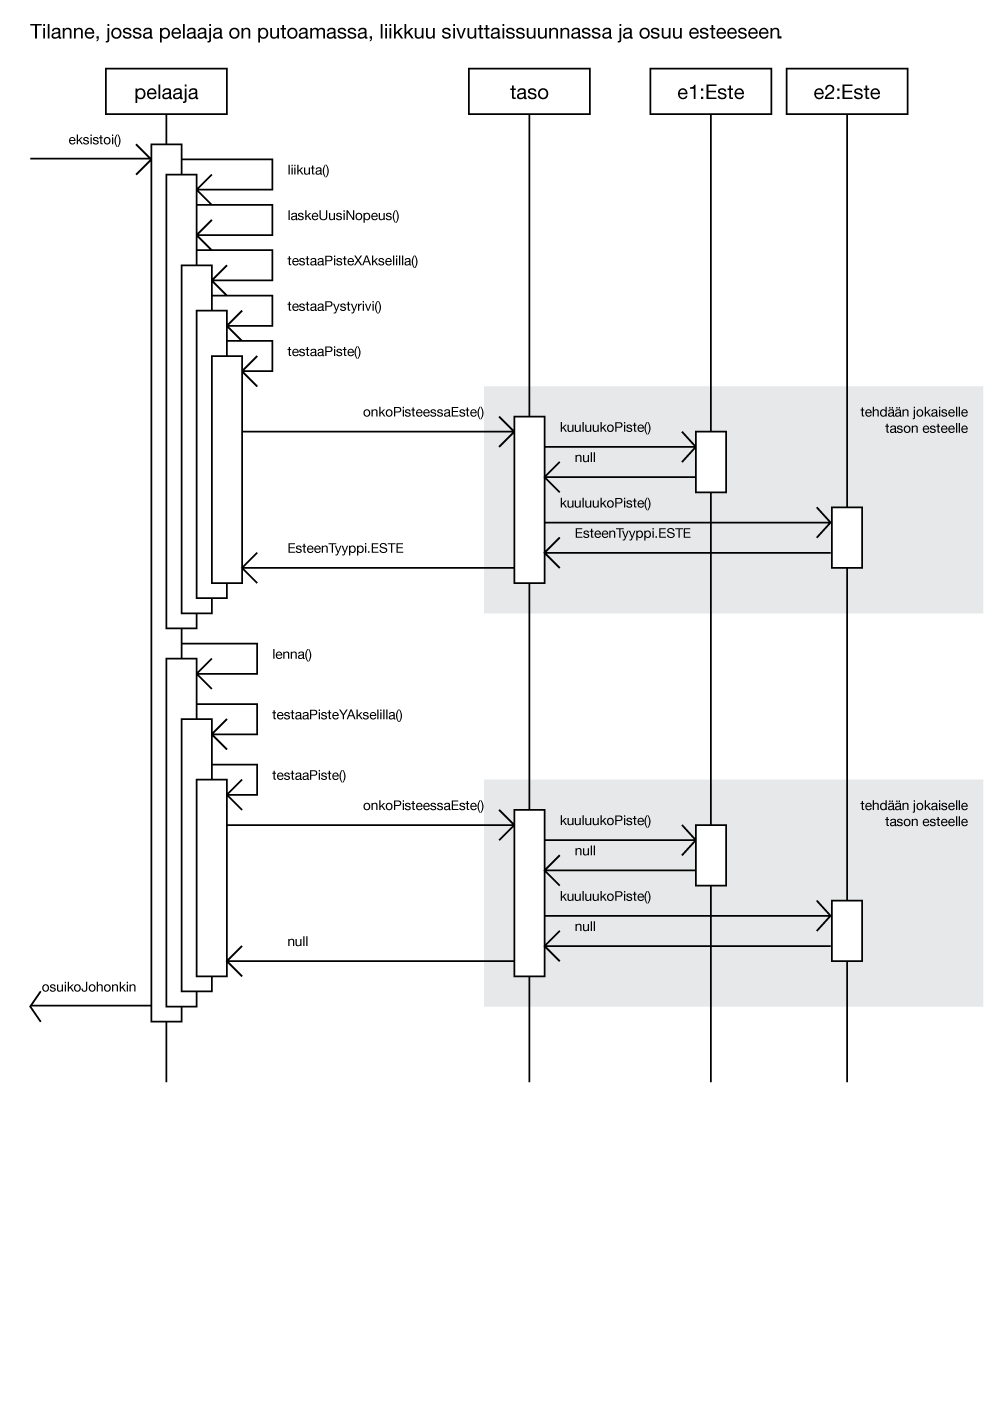 Tilanne, jossa pelaaja on putoamassa, liikkuu sivuttaissuunnassa ja osuu esteeseen.
pelaaja
taso
e1:Este
e2:Este
eksistoi()
liikuta()
laskeUusiNopeus()
testaaPisteXAkselilla()
testaaPystyrivi()
testaaPiste()
onkoPisteessaEste()
tehdään jokaiselle
tason esteelle
kuuluukoPiste()
null
kuuluukoPiste()
EsteenTyyppi.ESTE
EsteenTyyppi.ESTE
lenna()
testaaPisteYAkselilla()
testaaPiste()
onkoPisteessaEste()
tehdään jokaiselle
tason esteelle
kuuluukoPiste()
null
kuuluukoPiste()
null
null
osuikoJohonkin